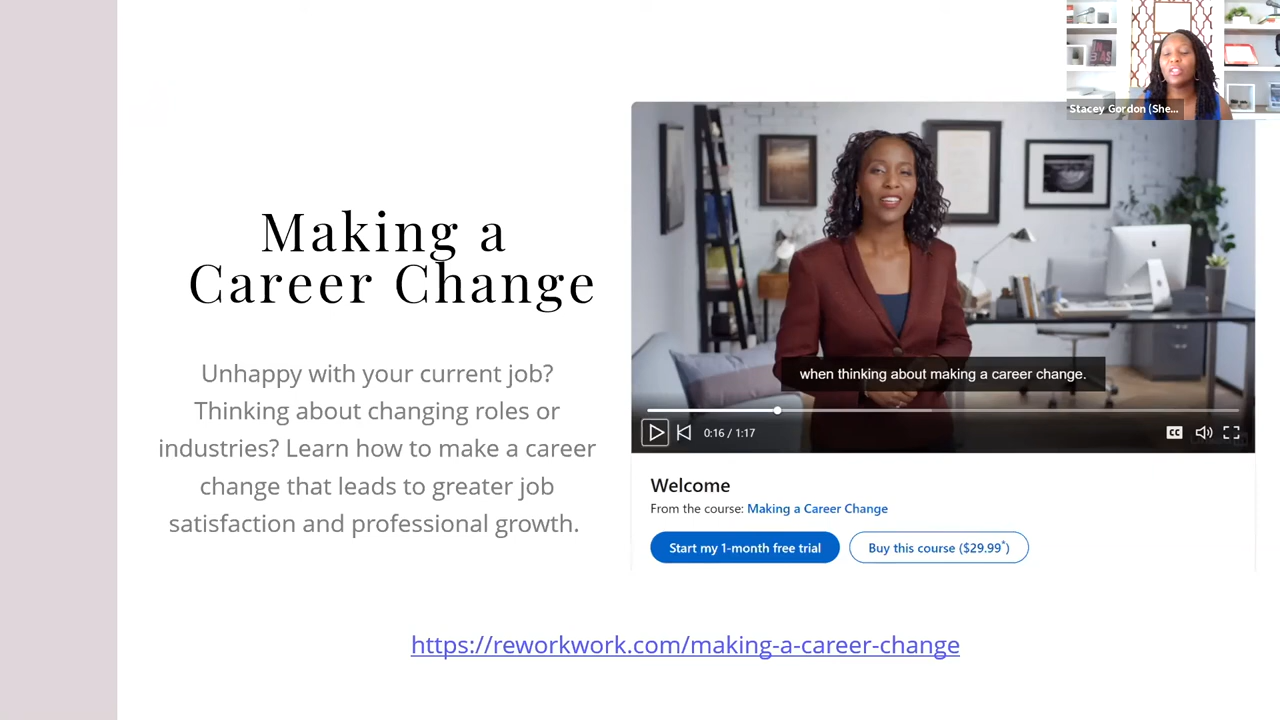 Stacey Gordon (She...
Making a
Career Change
Unhappy with your current job?
Thinking about changing roles or
industries? Learn how to make a career
change that leads to greater job
satisfaction and professional growth.
when thinking about making a career change.
0:16 / 1:17
CC
Welcome
From the course: Making a Career Change
Start my 1-month free trial
Buy this course ($29.99*)
https://reworkwork.com/making-a-career-change